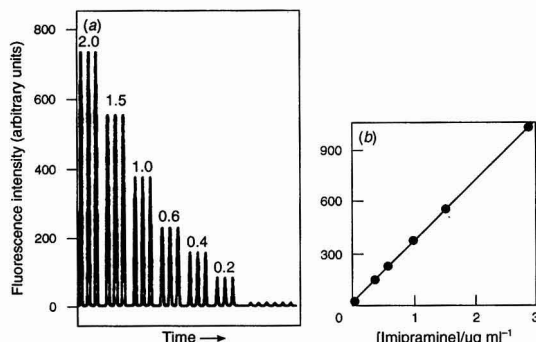 (a)
2.0
1.5
1.0
0.6
0.4
0.2
800
600
400
200
0
Fluorescence intensity (arbitrary units)
Time →
(b)
900
600
300
0 1 2 3
[Imipramine]/µg ml⁻¹